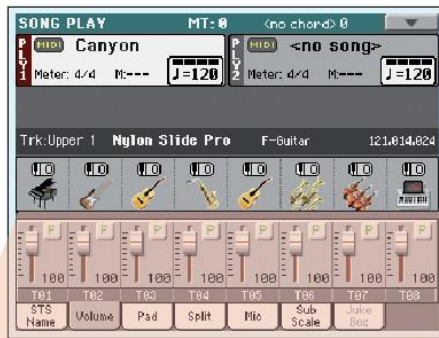 SONG PLAY MT:0 <no chord> 0
PLY1 MIDI Canyon
Meter: 4/4 M:--- ♩=120
PLY2 MIDI <no song>
Meter: 4/4 M:--- ♩=120
Trk:Upper 1 Nylon Slide Pro F-Guitar 121.014.024
P P P P P P P P
100 100 100 100 100 100 100 100
T01 T02 T03 T04 T05 T06 T07 T08
STS Name Volume Pad Split Mic Sub Scale Juke Box